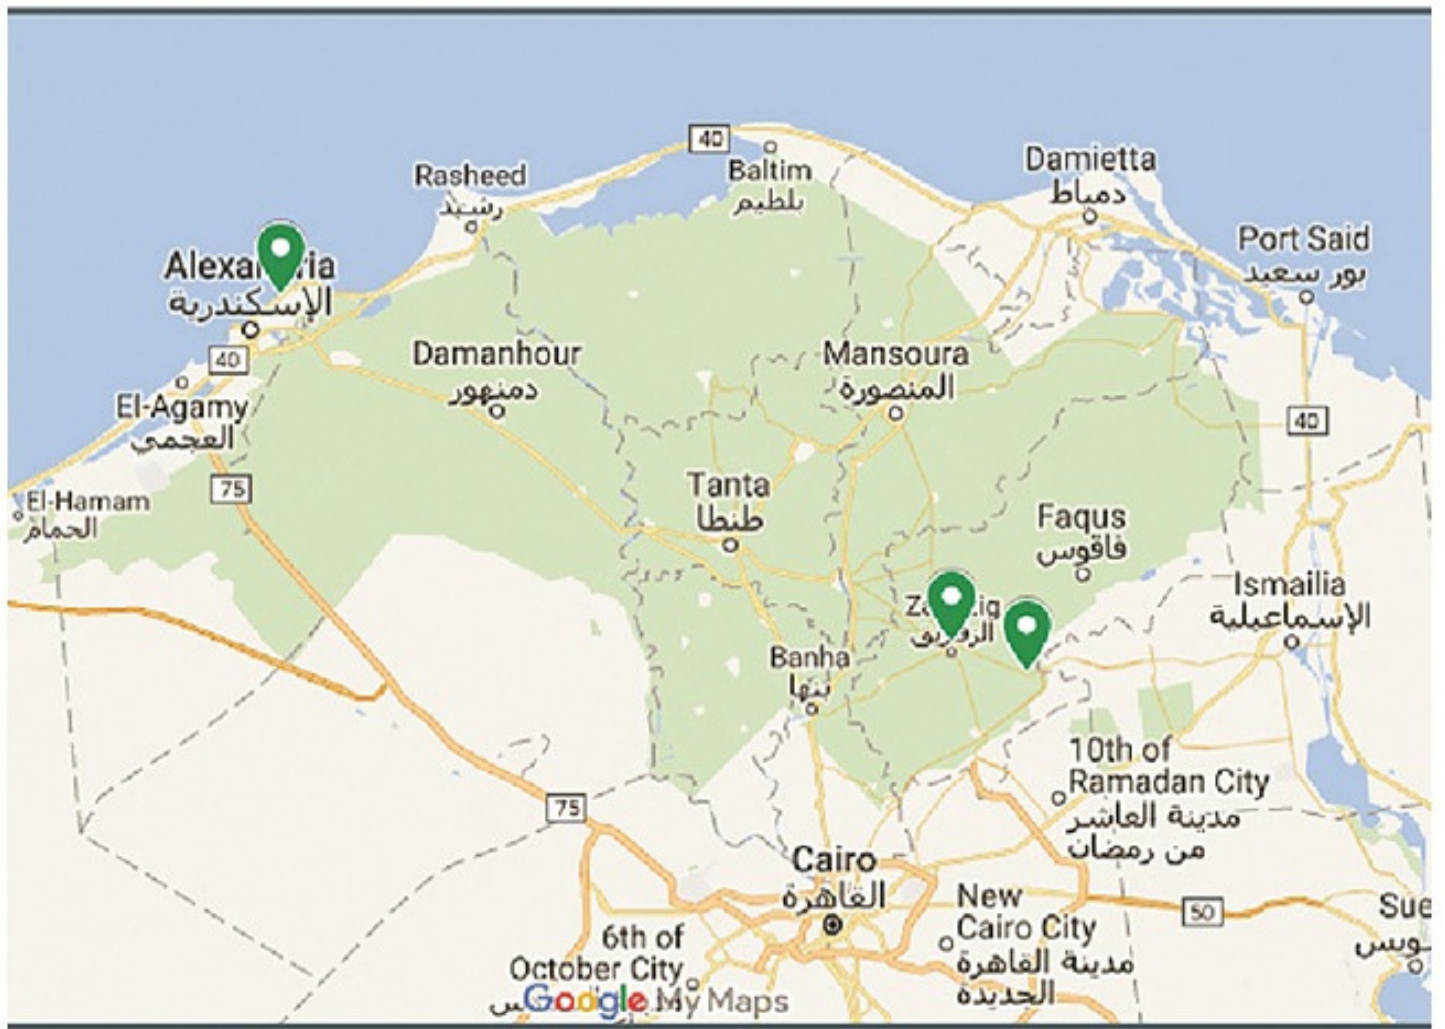 40
Baltim
بلطيم
Rasheed
رشيد
Damietta
دمياط
Port Said
بور سعيد
الإسكندرية
40
Damanhour
دمنهور
Mansoura
المنصورة
El-Agamy
العجمي
40
75
El-Hamam
الحمام
Tanta
طنطا
Faqus
فاقوس
Ismailia
الإسماعيلية
Banha
بنها
10th of
Ramadan City
مدينة العاشر
من رمضان
75
Cairo
القاهرة
New
Cairo City
مدينة القاهرة
الجديدة
50
Sue
ويس
6th of
October City
Google My Maps